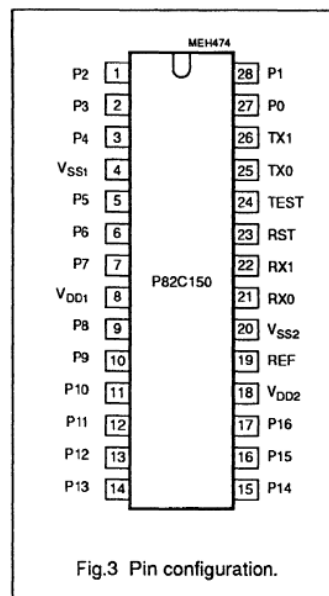 MEH474
P2 1 28 P1
P3 2 27 P0
P4 3 26 TX1
VSS1 4 25 TX0
P5 5 24 TEST
P6 6 23 RST
P7 7 22 RX1
P82C150
VDD1 8 21 RX0
P8 9 20 VSS2
P9 10 19 REF
P10 11 18 VDD2
P11 12 17 P16
P12 13 16 P15
P13 14 15 P14
Fig.3 Pin configuration.